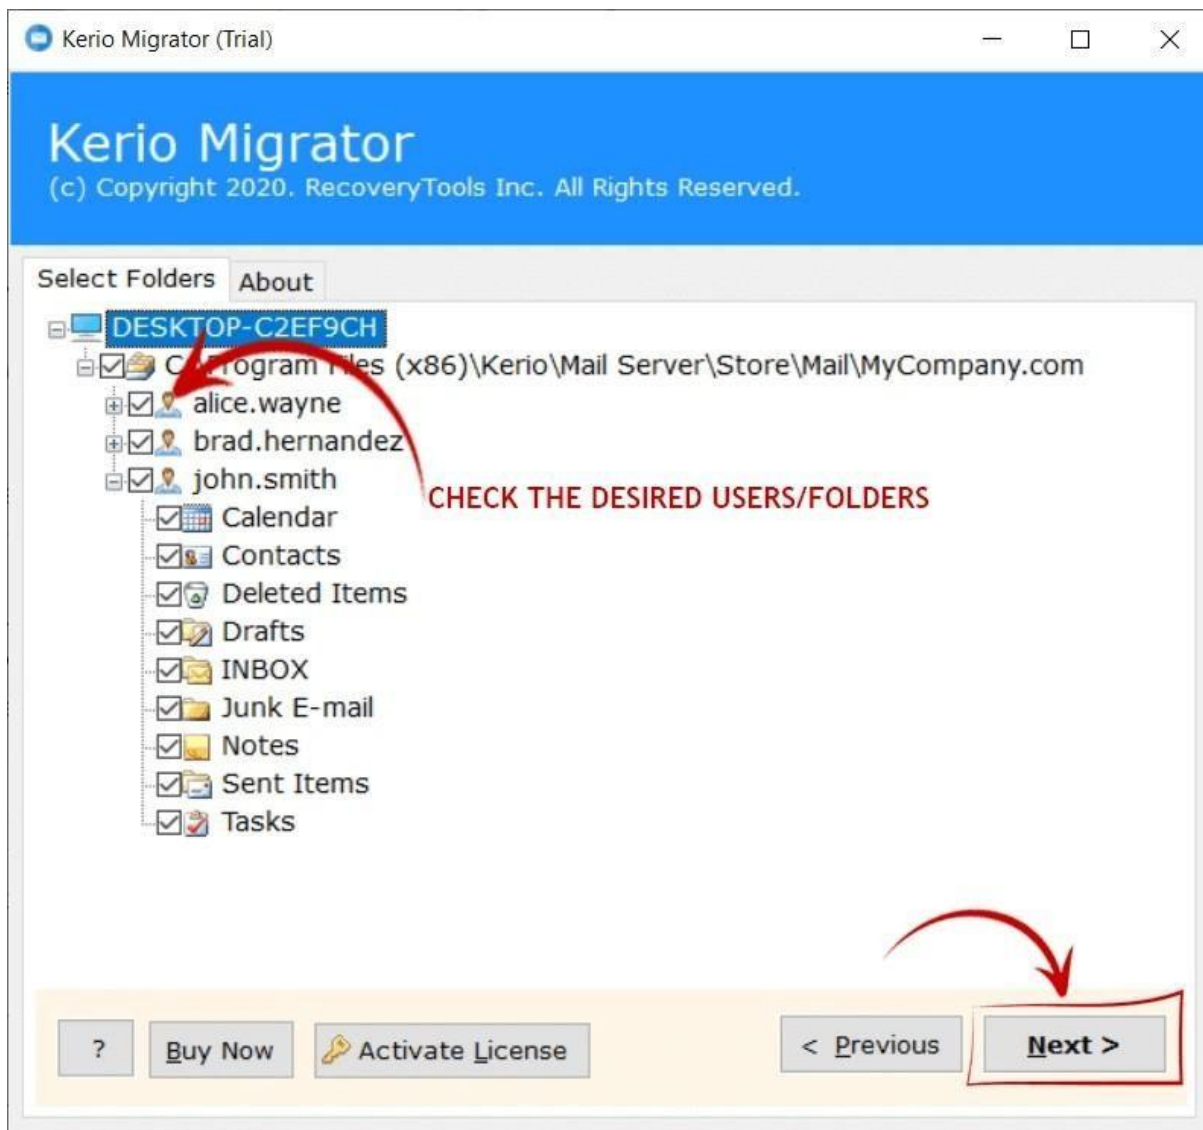 Kerio Migrator (Trial)
Kerio Migrator
(c) Copyright 2020. RecoveryTools Inc. All Rights Reserved.
Select Folders About
DESKTOP-C2EF9CH
C:\Program Files (x86)\Kerio\Mail Server\Store\Mail\MyCompany.com
alice.wayne
brad.hernandez
john.smith
CHECK THE DESIRED USERS/FOLDERS
Calendar
Contacts
Deleted Items
Drafts
INBOX
Junk E-mail
Notes
Sent Items
Tasks
? Buy Now Activate License < Previous Next >